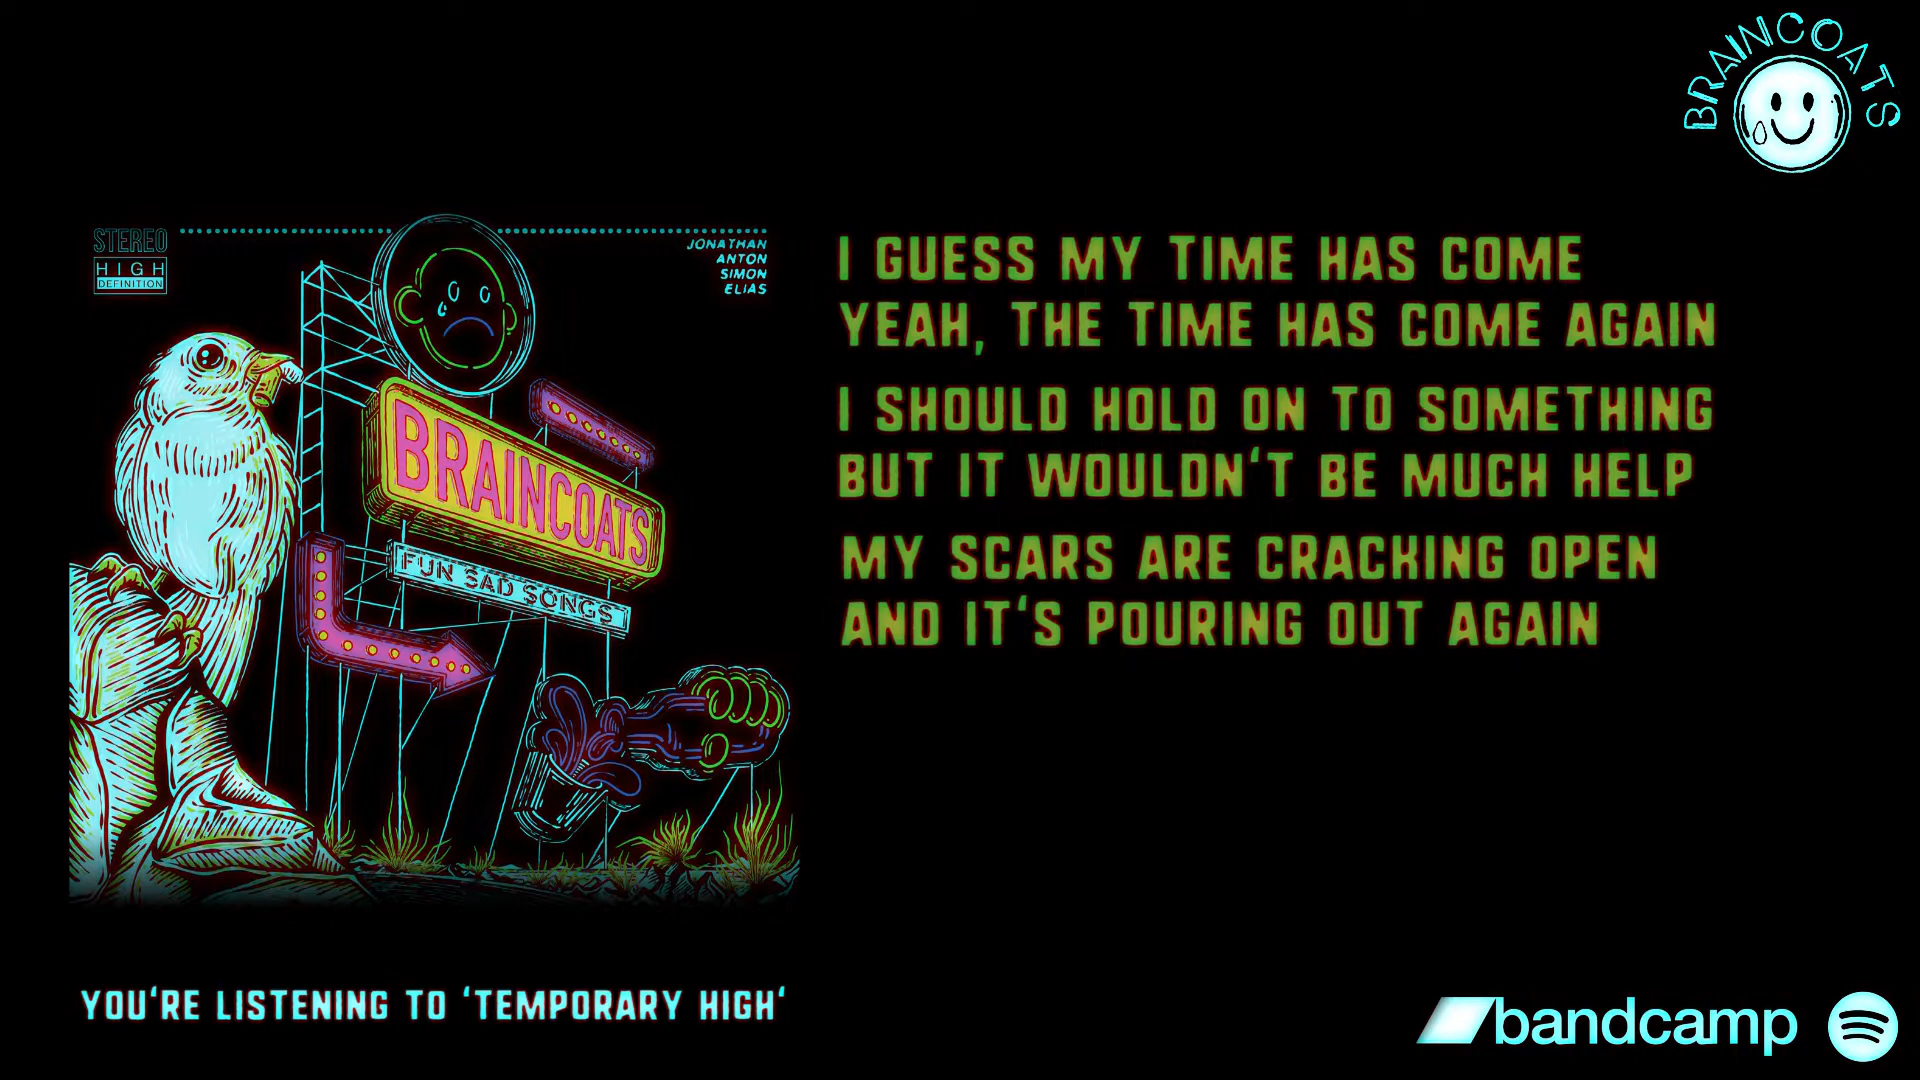 BRAINCOATS
STEREO
HIGH
DEFINITION
JONATHAN
ANTON
SIMON
ELIAS
BRAINCOATS
FUN SAD SONGS
I GUESS MY TIME HAS COME
YEAH, THE TIME HAS COME AGAIN
I SHOULD HOLD ON TO SOMETHING
BUT IT WOULDN‘T BE MUCH HELP
MY SCARS ARE CRACKING OPEN
AND IT‘S POURING OUT AGAIN
YOU‘RE LISTENING TO ‘TEMPORARY HIGH‘
bandcamp